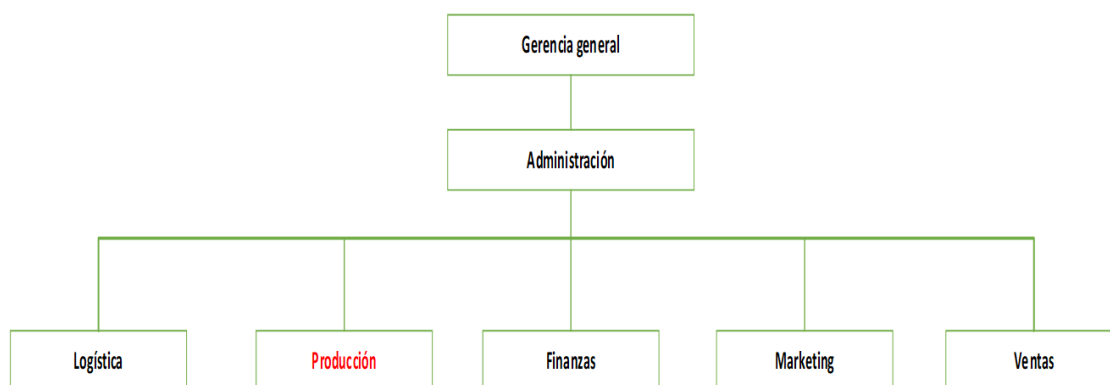 Gerencia general
Administración
Logística
Producción
Finanzas
Marketing
Ventas